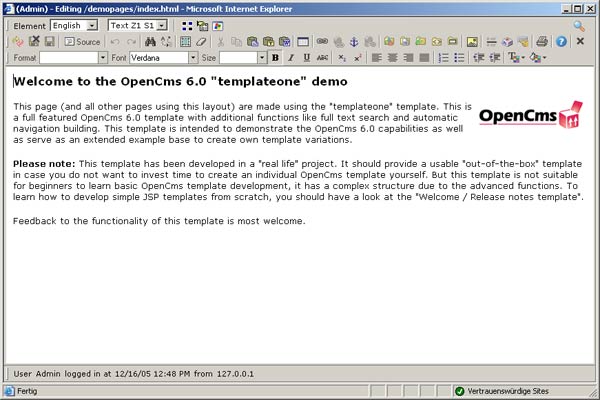 (Admin) - Editing /demopages/index.html - Microsoft Internet Explorer
Element English Text Z1 S1
Source
Format Font Verdana Size B I U ABC
Welcome to the OpenCms 6.0 "templateone" demo
This page (and all other pages using this layout) are made using the "templateone" template. This is
a full featured OpenCms 6.0 template with additional functions like full text search and automatic
navigation building. This template is intended to demonstrate the OpenCms 6.0 capabilities as well
as serve as an extended example base to create own template variations.
OpenCms
Please note: This template has been developed in a "real life" project. It should provide a usable "out-of-the-box" template
in case you do not want to invest time to create an individual OpenCms template yourself. But this template is not suitable
for beginners to learn basic OpenCms template development, it has a complex structure due to the advanced functions. To
learn how to develop simple JSP templates from scratch, you should have a look at the "Welcome / Release notes template".
Feedback to the functionality of this template is most welcome.
User Admin logged in at 12/16/05 12:48 PM from 127.0.0.1
Fertig Vertrauenswürdige Sites